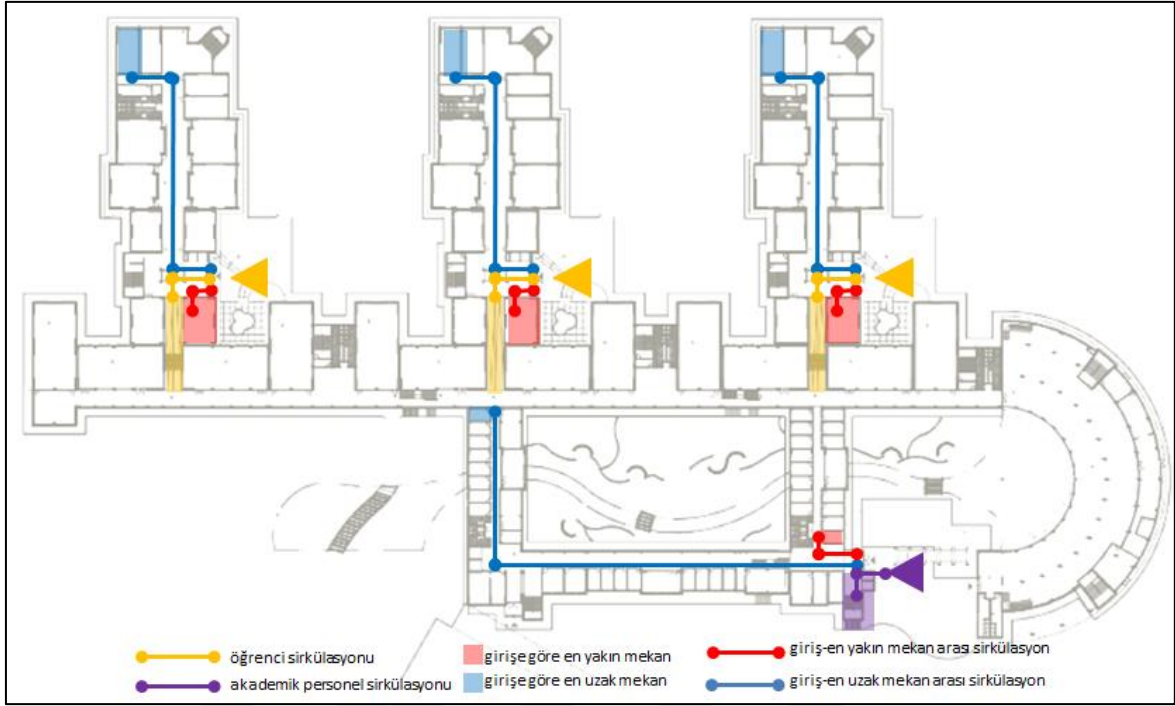 öğrenci sirkülasyonu
girişe göre en yakın mekan
giriş-en yakın mekan arası sirkülasyon
akademik personel sirkülasyonu
girişe göre en uzak mekan
giriş-en uzak mekan arası sirkülasyon